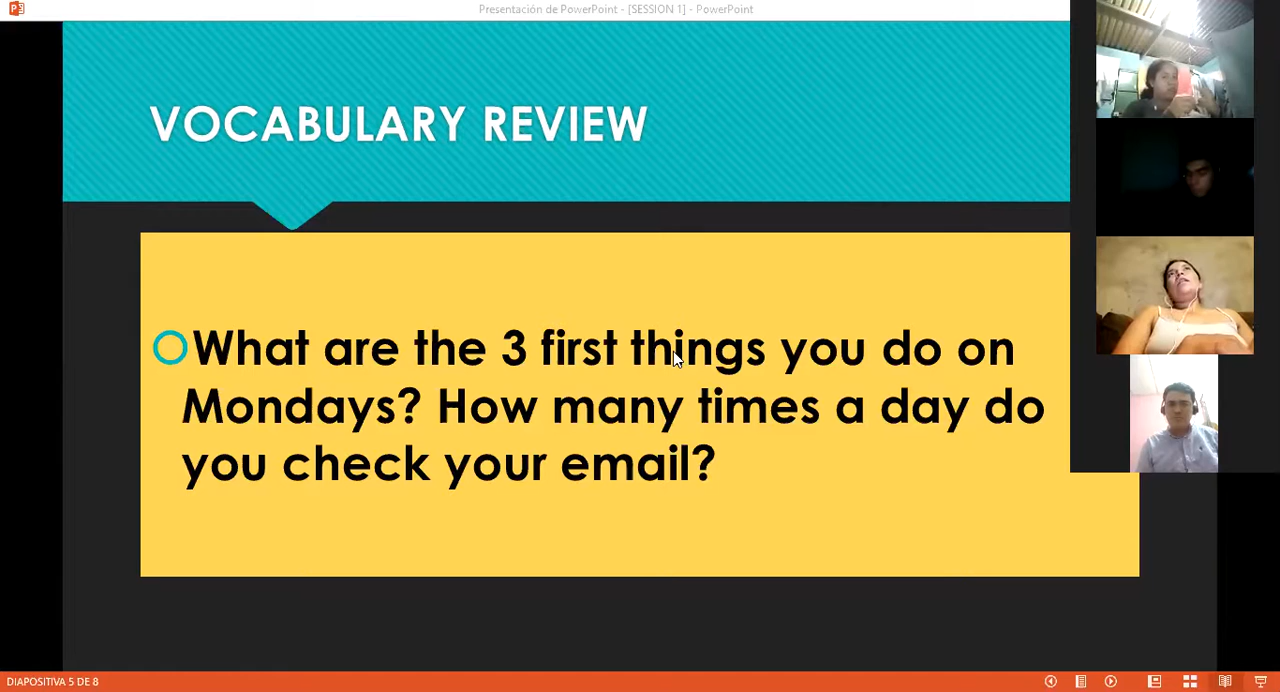 Presentación de PowerPoint - [SESSION 1] - PowerPoint
VOCABULARY REVIEW
What are the 3 first things you do on
Mondays? How many times a day do
you check your email?
DIAPOSITIVA 5 DE 8